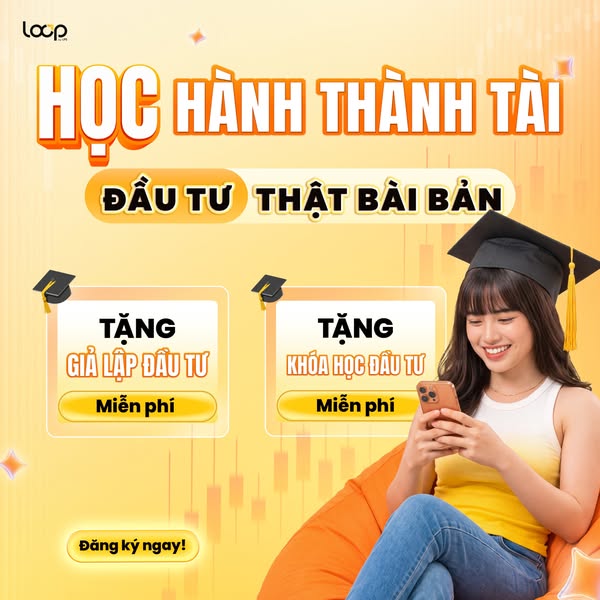 Loop
HỌC HÀNH THÀNH TÀI
ĐẦU TƯ THẬT BÀI BẢN
TẶNG
GIẢ LẬP ĐẦU TƯ
Miễn phí
TẶNG
KHÓA HỌC ĐẦU TƯ
Miễn phí
Đăng ký ngay!